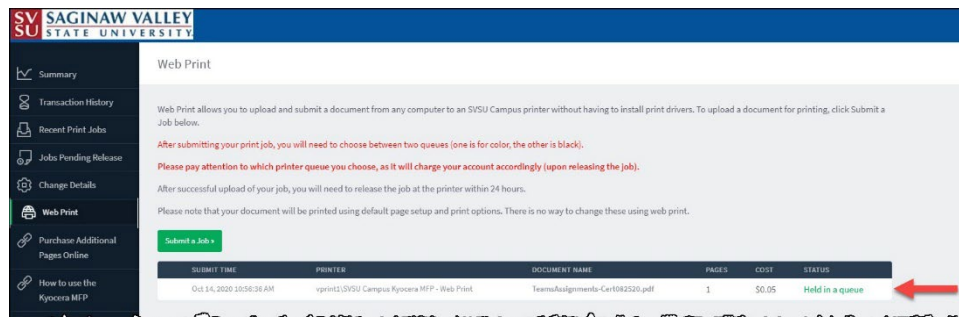 SV SAGINAW VALLEY
SU STATE UNIVERSITY
Summary
Transaction History
Recent Print Jobs
Jobs Pending Release
Change Details
Web Print
Purchase Additional
Pages Online
How to use the
Kyocera MFP
Web Print
Web Print allows you to upload and submit a document from any computer to an SVSU Campus printer without having to install print drivers. To upload a document for printing, click Submit a
Job below.
After submitting your print job, you will need to choose between two queues (one is for color, the other is black).
Please pay attention to which printer queue you choose, as it will charge your account accordingly (upon releasing the job).
After successful upload of your job, you will need to release the job at the printer within 24 hours.
Please note that your document will be printed using default page setup and print options. There is no way to change these using web print.
Submit a Job »
SUBMIT TIME PRINTER DOCUMENT NAME PAGES COST STATUS
Oct 14, 2020 10:56:36 AM vprint1\SVSU Campus Kyocera MFP - Web Print TeamsAssignments-Cert082520.pdf 1 $0.05 Held in a queue